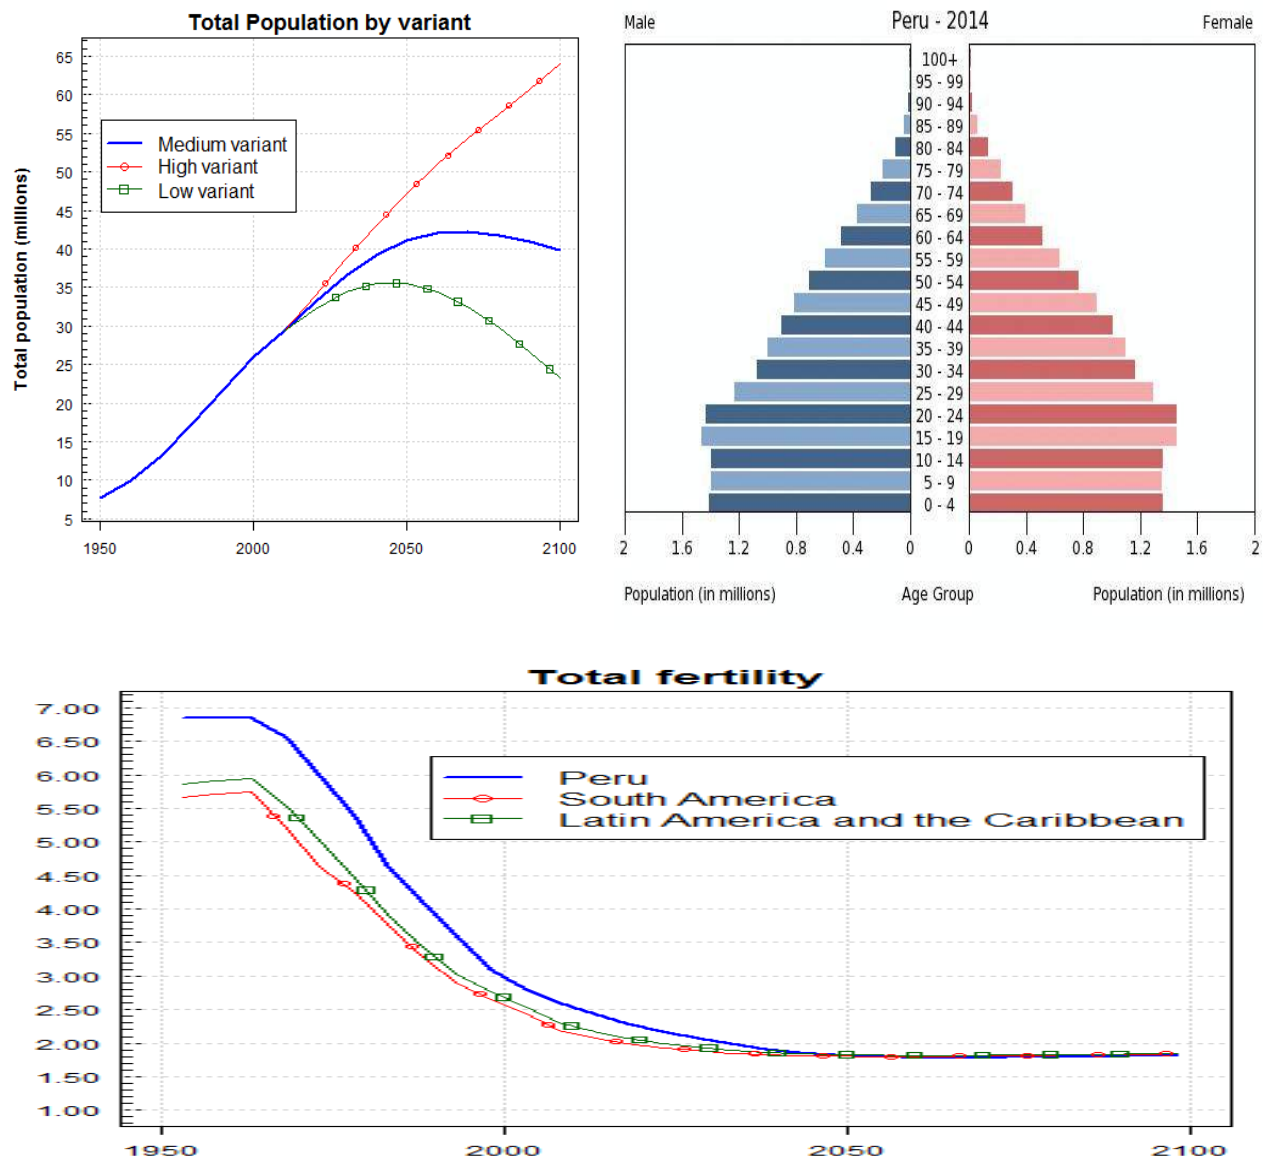 Total Population by variant
Total population (millions)
65
60
55
50
45
40
35
30
25
20
15
10
5
Medium variant
High variant
Low variant
1950 2000 2050 2100
Male Peru - 2014 Female
100+
95 - 99
90 - 94
85 - 89
80 - 84
75 - 79
70 - 74
65 - 69
60 - 64
55 - 59
50 - 54
45 - 49
40 - 44
35 - 39
30 - 34
25 - 29
20 - 24
15 - 19
10 - 14
5 - 9
0 - 4
2 1.6 1.2 0.8 0.4 0 0 0.4 0.8 1.2 1.6 2
Population (in millions) Age Group Population (in millions)
Total fertility
7.00
6.50
6.00
5.50
5.00
4.50
4.00
3.50
3.00
2.50
2.00
1.50
1.00
Peru
South America
Latin America and the Caribbean
1950 2000 2050 2100